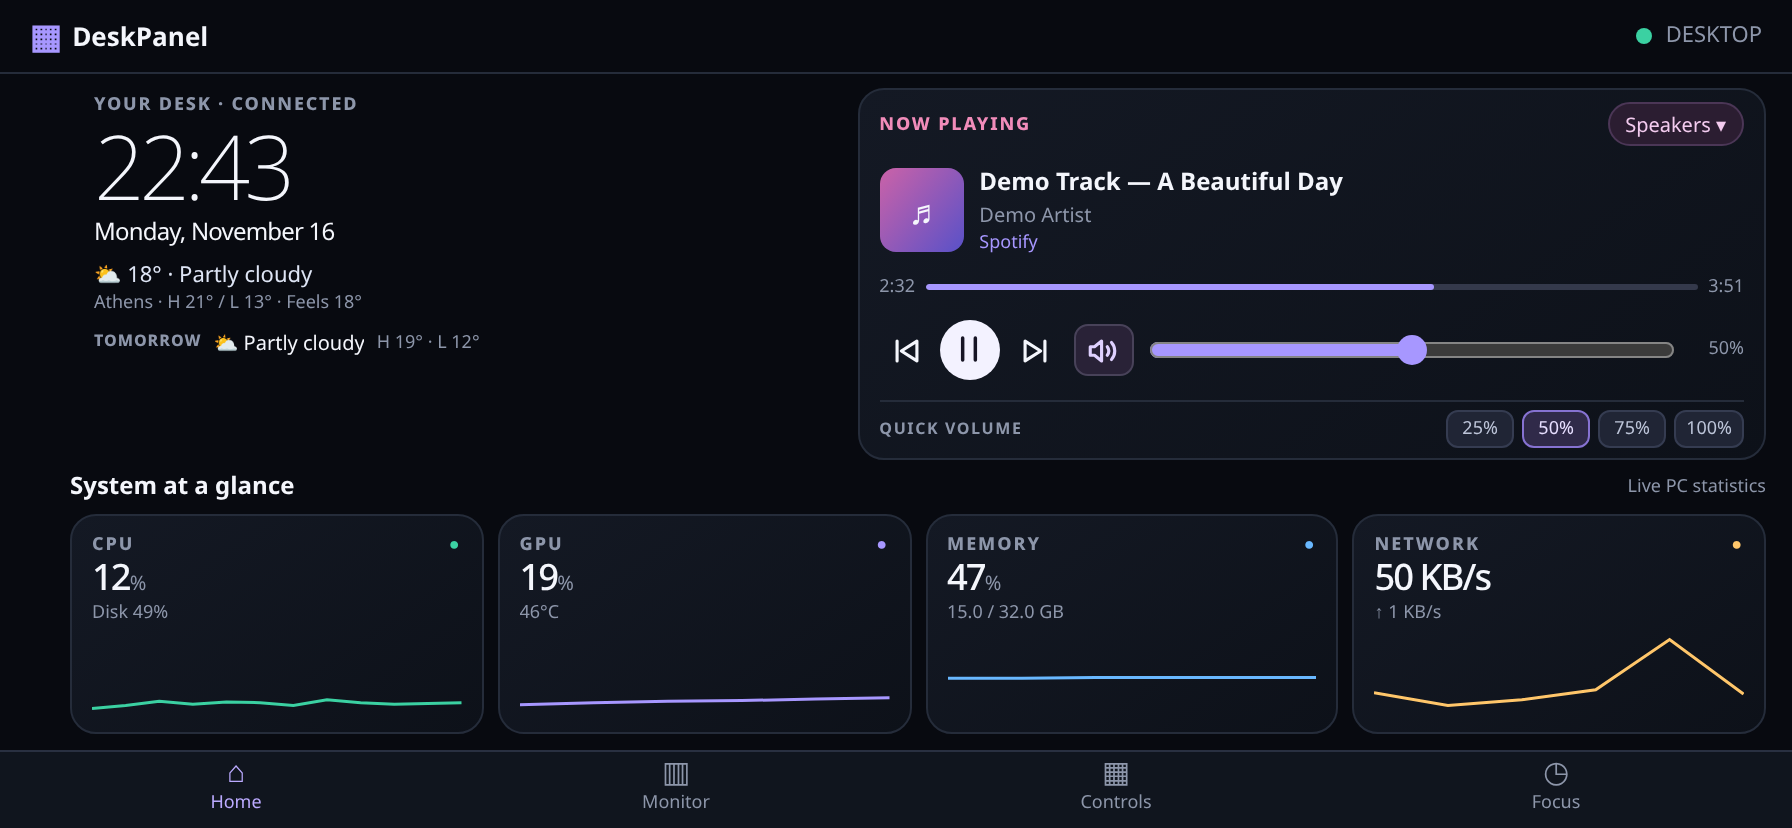 DeskPanel
DESKTOP
YOUR DESK · CONNECTED
22:43
Monday, November 16
18° · Partly cloudy
Athens · H 21° / L 13° · Feels 18°
TOMORROW Partly cloudy H 19° · L 12°
NOW PLAYING
Speakers ▾
Demo Track — A Beautiful Day
Demo Artist
Spotify
2:32
3:51
50%
QUICK VOLUME
25%
50%
75%
100%
System at a glance
Live PC statistics
CPU
12%
Disk 49%
GPU
19%
46°C
MEMORY
47%
15.0 / 32.0 GB
NETWORK
50 KB/s
↑ 1 KB/s
Home
Monitor
Controls
Focus